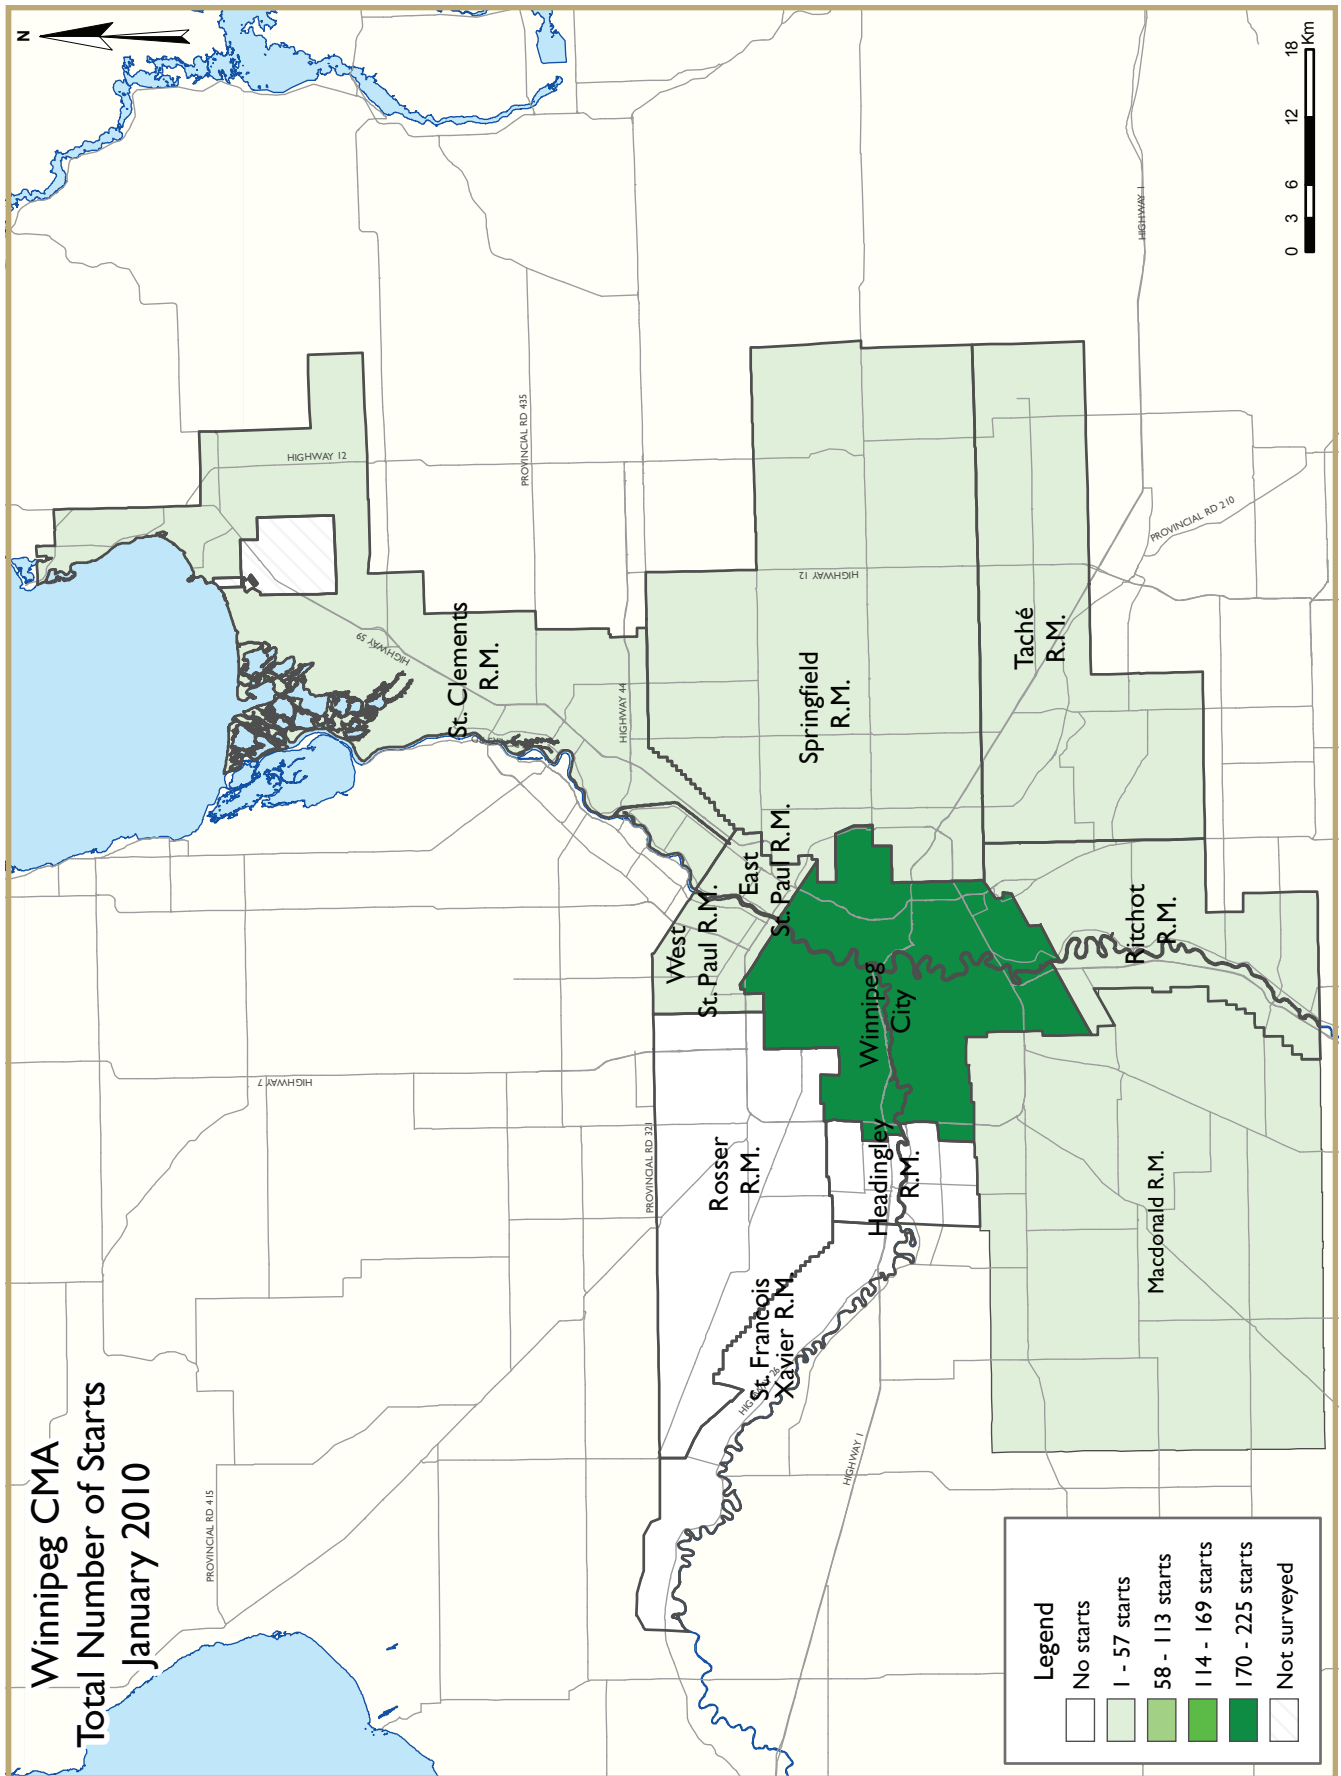 Winnipeg CMA
Total Number of Starts
January 2010
N
HIGHWAY 12
PROVINCIAL RD 435
HIGHWAY 59
St. Clements
R.M.
HIGHWAY 44
HIGHWAY 7
PROVINCIAL RD 415
PROVINCIAL RD 321
West
St. Paul R.M.
East
St. Paul R.M.
Springfield
R.M.
HIGHWAY 12
Rosser
R.M.
St. Francois
Xavier R.M.
Headingley
R.M.
Winnipeg
City
HIGHWAY 1
Taché
R.M.
HIGHWAY 1
PROVINCIAL RD 210
Ritchot
R.M.
Macdonald R.M.
Legend
No starts
1 - 57 starts
58 - 113 starts
114 - 169 starts
170 - 225 starts
Not surveyed
0 3 6 12 18
Km